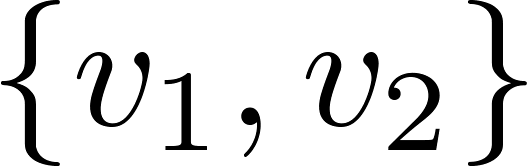 {v₁, v₂}